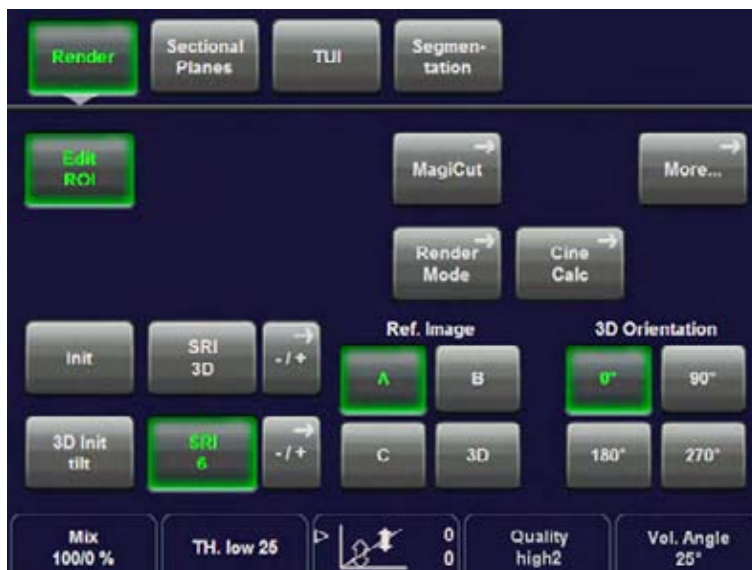 Render
Sectional
Planes
TUI
Segmen-
tation
Edit
ROI
MagiCut
More...
Render
Mode
Cine
Calc
Init
SRI
3D
- / +
Ref. Image
3D Orientation
A
B
0°
90°
3D Init
tilt
SRI
6
- / +
C
3D
180°
270°
Mix
100/0 %
TH. low 25
0
0
Quality
high2
Vol. Angle
25°